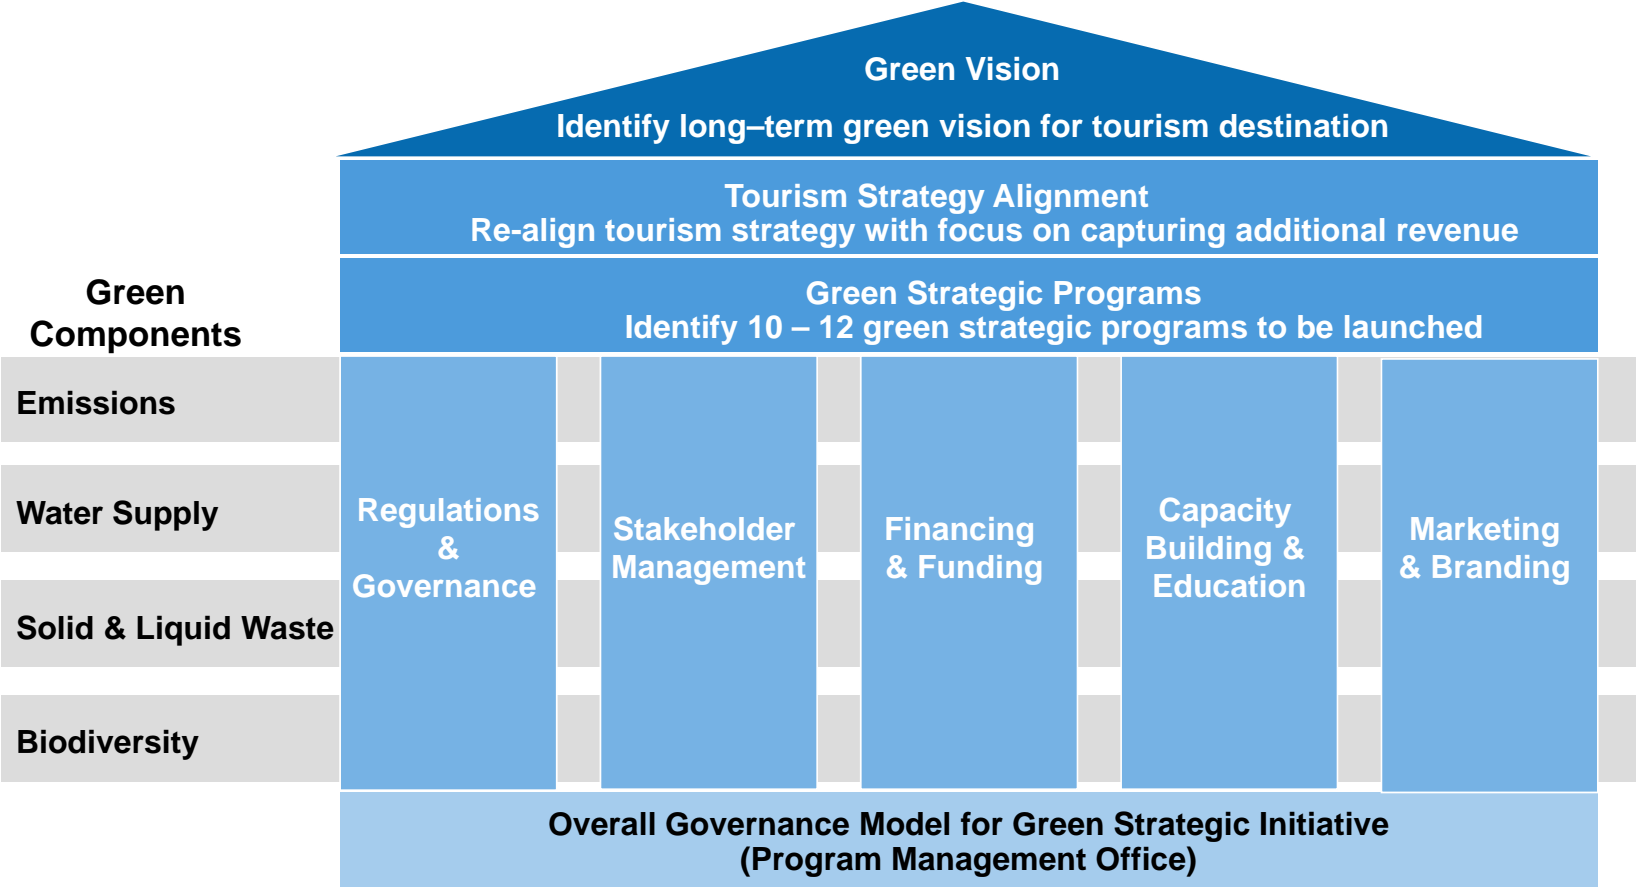 Green Vision
Identify long–term green vision for tourism destination
Tourism Strategy Alignment
Re-align tourism strategy with focus on capturing additional revenue
Green Strategic Programs
Identify 10 – 12 green strategic programs to be launched
Green
Components
Emissions
Water Supply
Solid & Liquid Waste
Biodiversity
Regulations
&
Governance
Stakeholder
Management
Financing
& Funding
Capacity
Building &
Education
Marketing
& Branding
Overall Governance Model for Green Strategic Initiative
(Program Management Office)